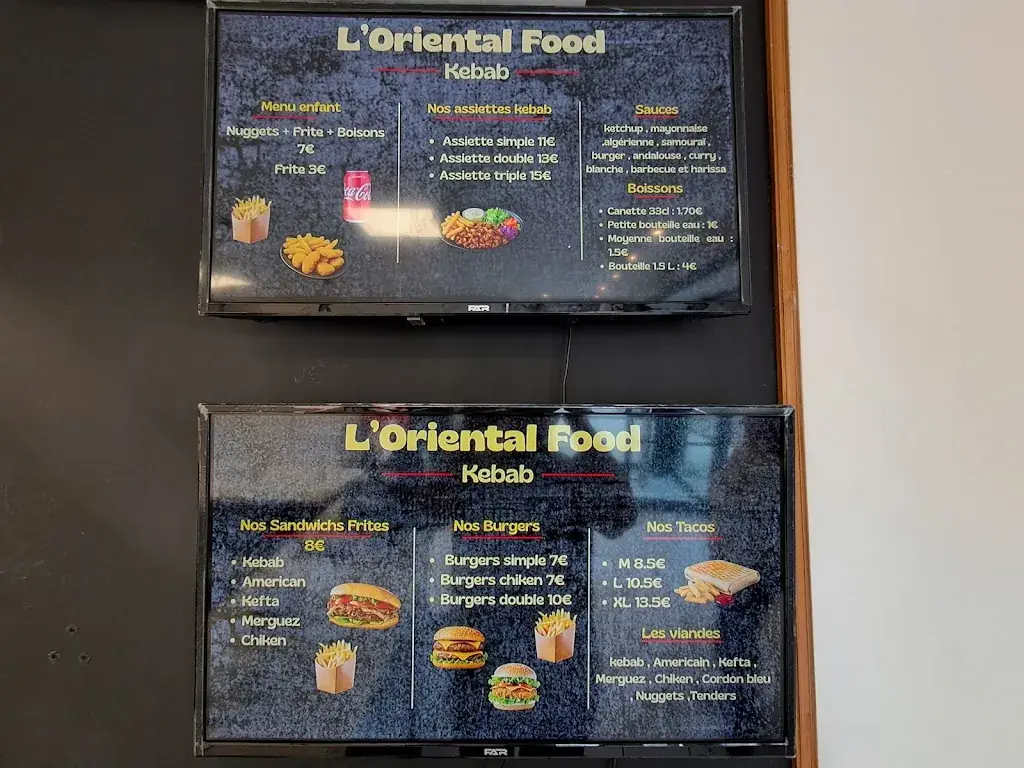 L'Oriental Food
Kebab
Menu enfant
Nuggets + Frite + Boisons
7€
Frite 3€
Coca-Col
Nos assiettes kebab
• Assiette simple 11€
• Assiette double 13€
• Assiette triple 15€
Sauces
ketchup , mayonnaise
,algérienne , samouraï ,
burger , andalouse , curry ,
blanche , barbecue et harissa
Boissons
• Canette 33cl : 1.70€
• Petite bouteille eau : 1€
• Moyenne bouteille eau :
1.5€
• Bouteille 1.5 L : 4€
FAR
L'Oriental Food
Kebab
Nos Sandwichs Frites
8€
• Kebab
• American
• Kefta
• Merguez
• Chiken
Nos Burgers
• Burgers simple 7€
• Burgers chiken 7€
• Burgers double 10€
Nos Tacos
• M 8.5€
• L 10.5€
• XL 13.5€
Les viandes
kebab , Americain , Kefta ,
Merguez , Chiken , Cordon bleu
, Nuggets ,Tenders
FAR